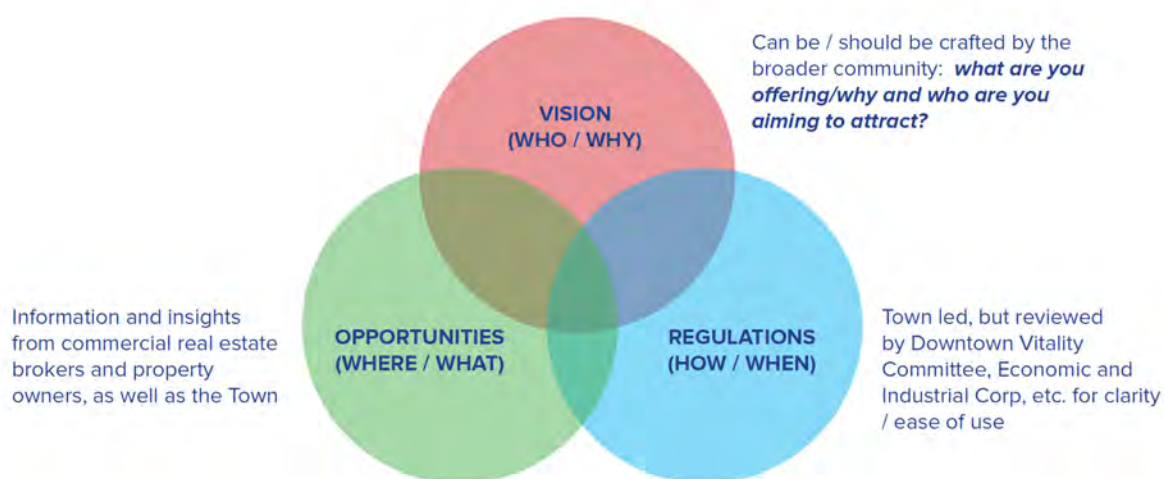 Can be / should be crafted by the
broader community:  what are you
offering/why and who are you
aiming to attract?
VISION
(WHO / WHY)
Information and insights
from commercial real estate
brokers and property
owners, as well as the Town
OPPORTUNITIES
(WHERE / WHAT)
REGULATIONS
(HOW / WHEN)
Town led, but reviewed
by Downtown Vitality
Committee, Economic and
Industrial Corp, etc. for clarity
/ ease of use